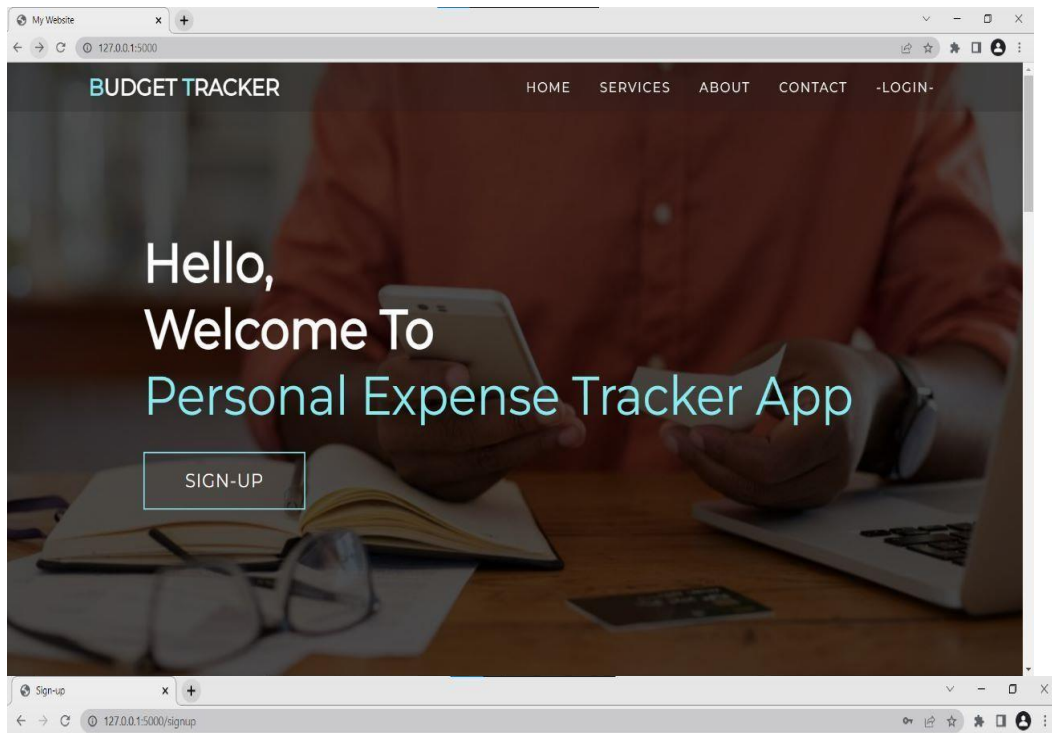 My Website
127.0.0.1:5000
BUDGET TRACKER
HOME SERVICES ABOUT CONTACT -LOGIN-
Hello,
Welcome To
Personal Expense Tracker App
SIGN-UP
Sign-up
127.0.0.1:5000/signup